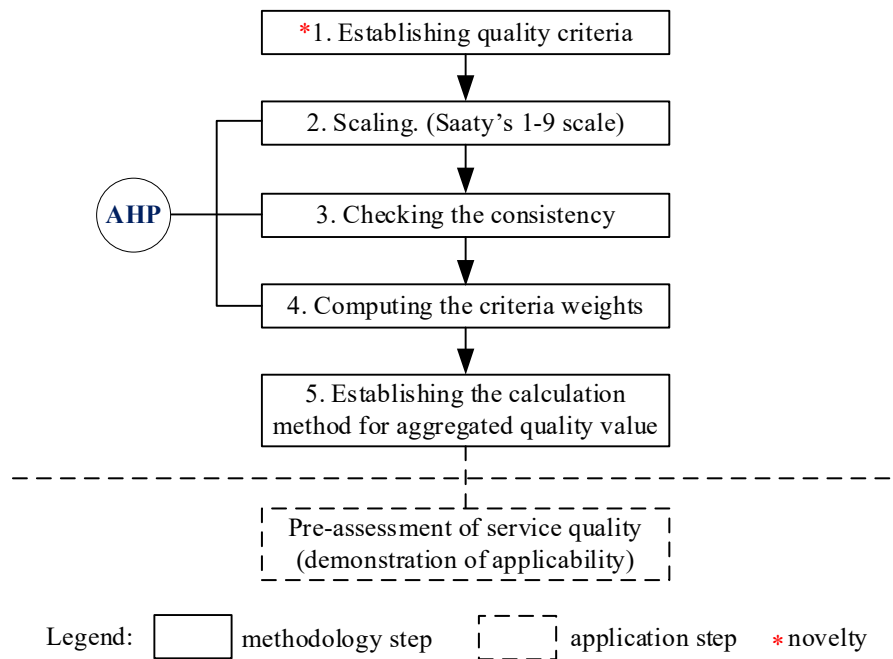 *1. Establishing quality criteria
2. Scaling. (Saaty’s 1-9 scale)
AHP
3. Checking the consistency
4. Computing the criteria weights
5. Establishing the calculation
method for aggregated quality value
Pre-assessment of service quality
(demonstration of applicability)
Legend: methodology step application step *novelty